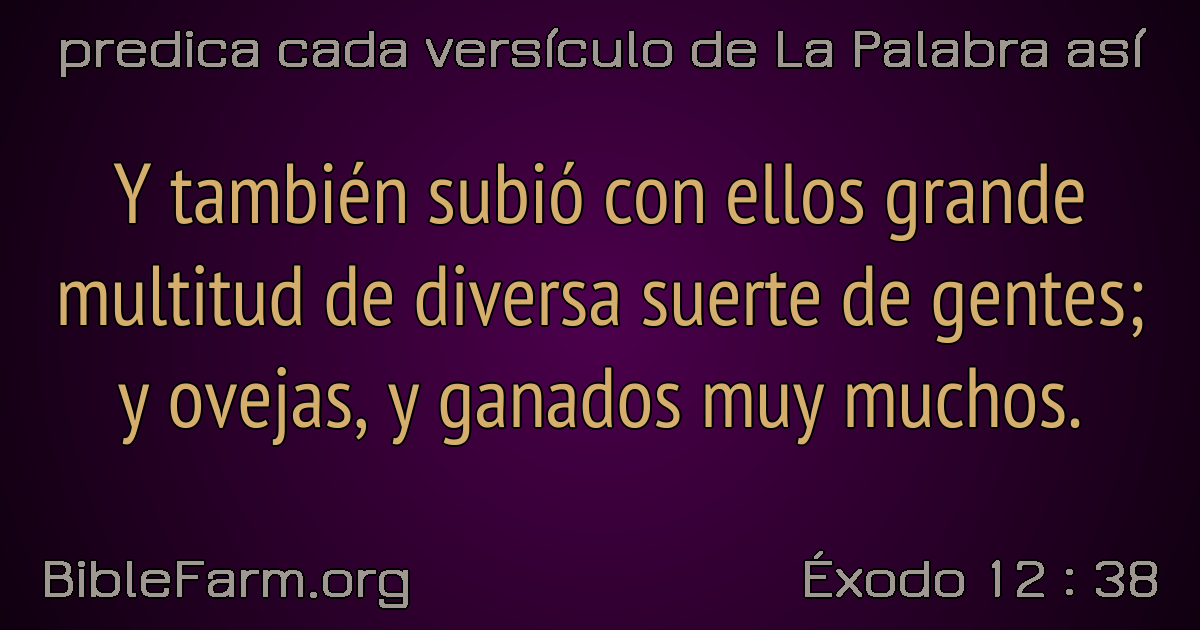 predica cada versículo de La Palabra así
Y también subió con ellos grande
multitud de diversa suerte de gentes;
y ovejas, y ganados muy muchos.
BibleFarm.org
Éxodo 12 : 38